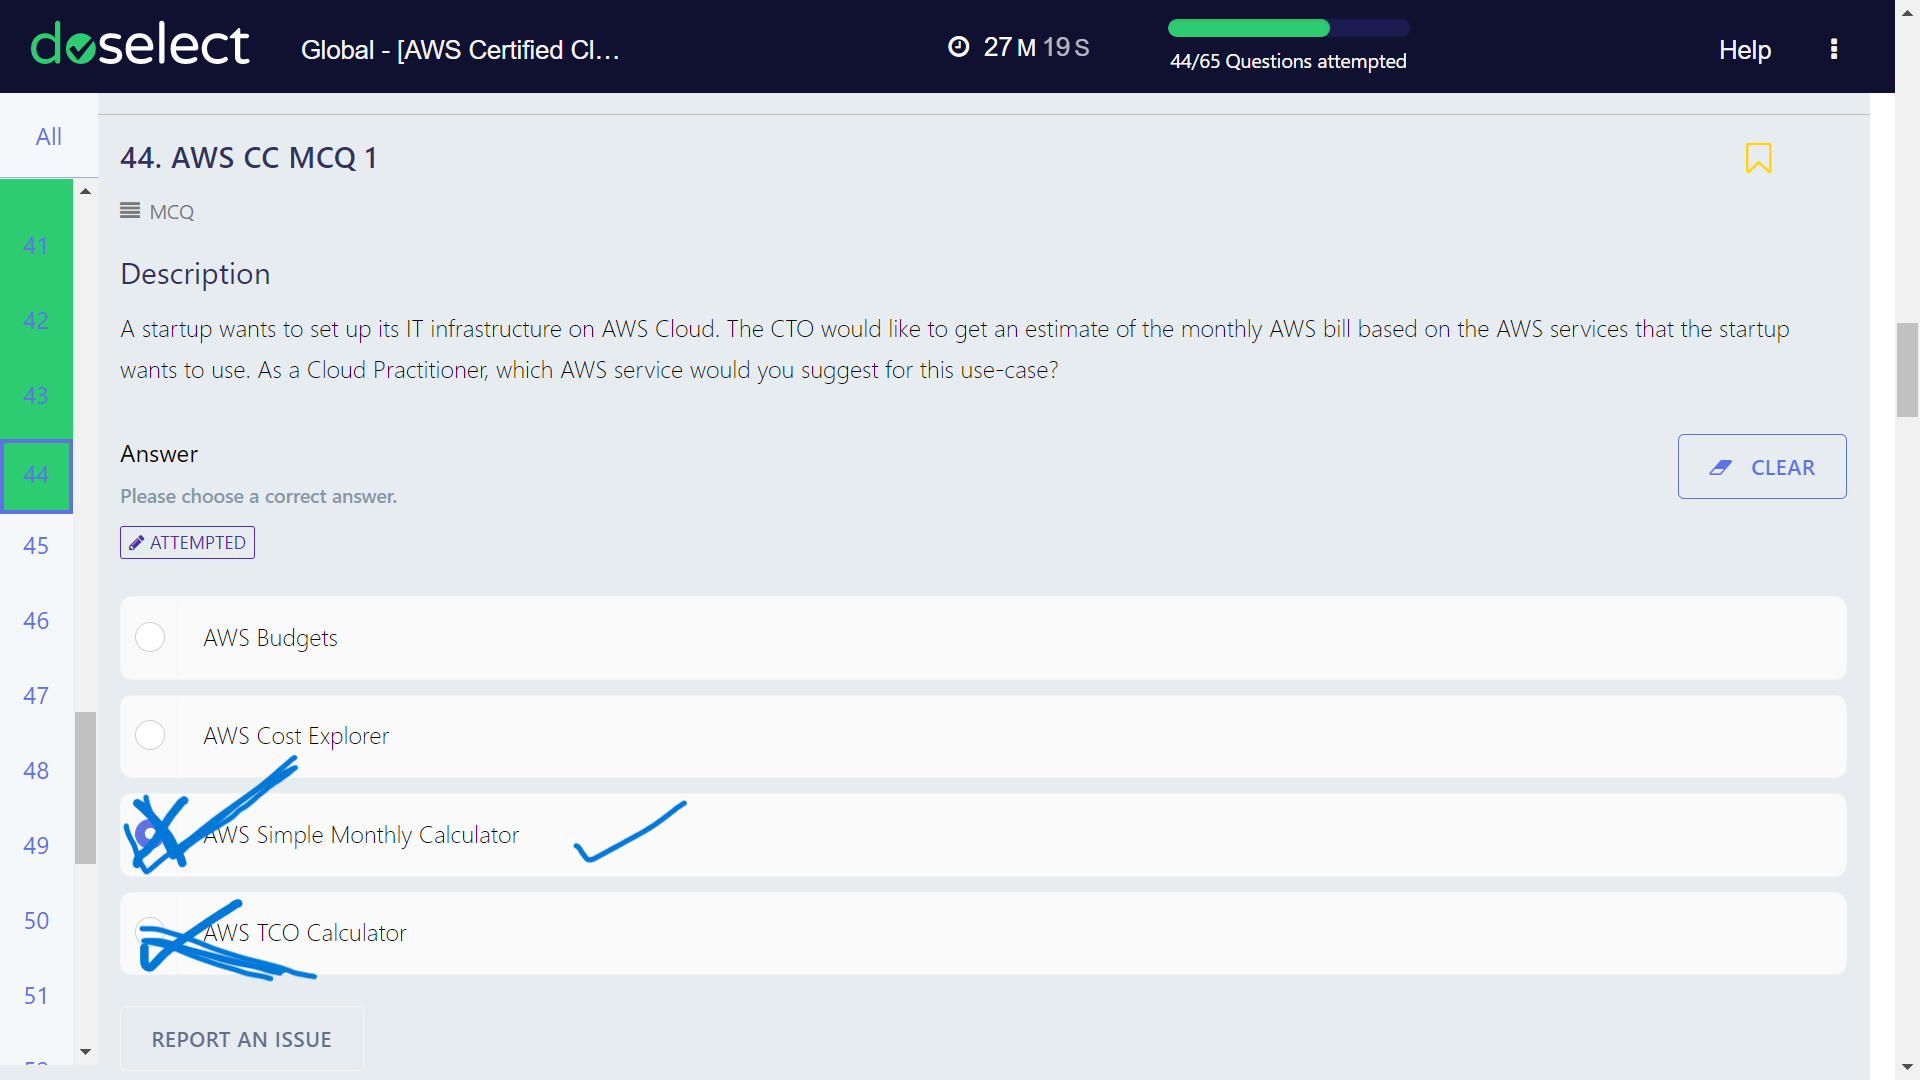 doselect
Global - [AWS Certified Cl...
27 M 19 S
44/65 Questions attempted
Help
All
41
42
43
44
45
46
47
48
49
50
51
44. AWS CC MCQ 1
MCQ
Description
A startup wants to set up its IT infrastructure on AWS Cloud. The CTO would like to get an estimate of the monthly AWS bill based on the AWS services that the startup
wants to use. As a Cloud Practitioner, which AWS service would you suggest for this use-case?
Answer
CLEAR
Please choose a correct answer.
ATTEMPTED
AWS Budgets
AWS Cost Explorer
AWS Simple Monthly Calculator
AWS TCO Calculator
REPORT AN ISSUE